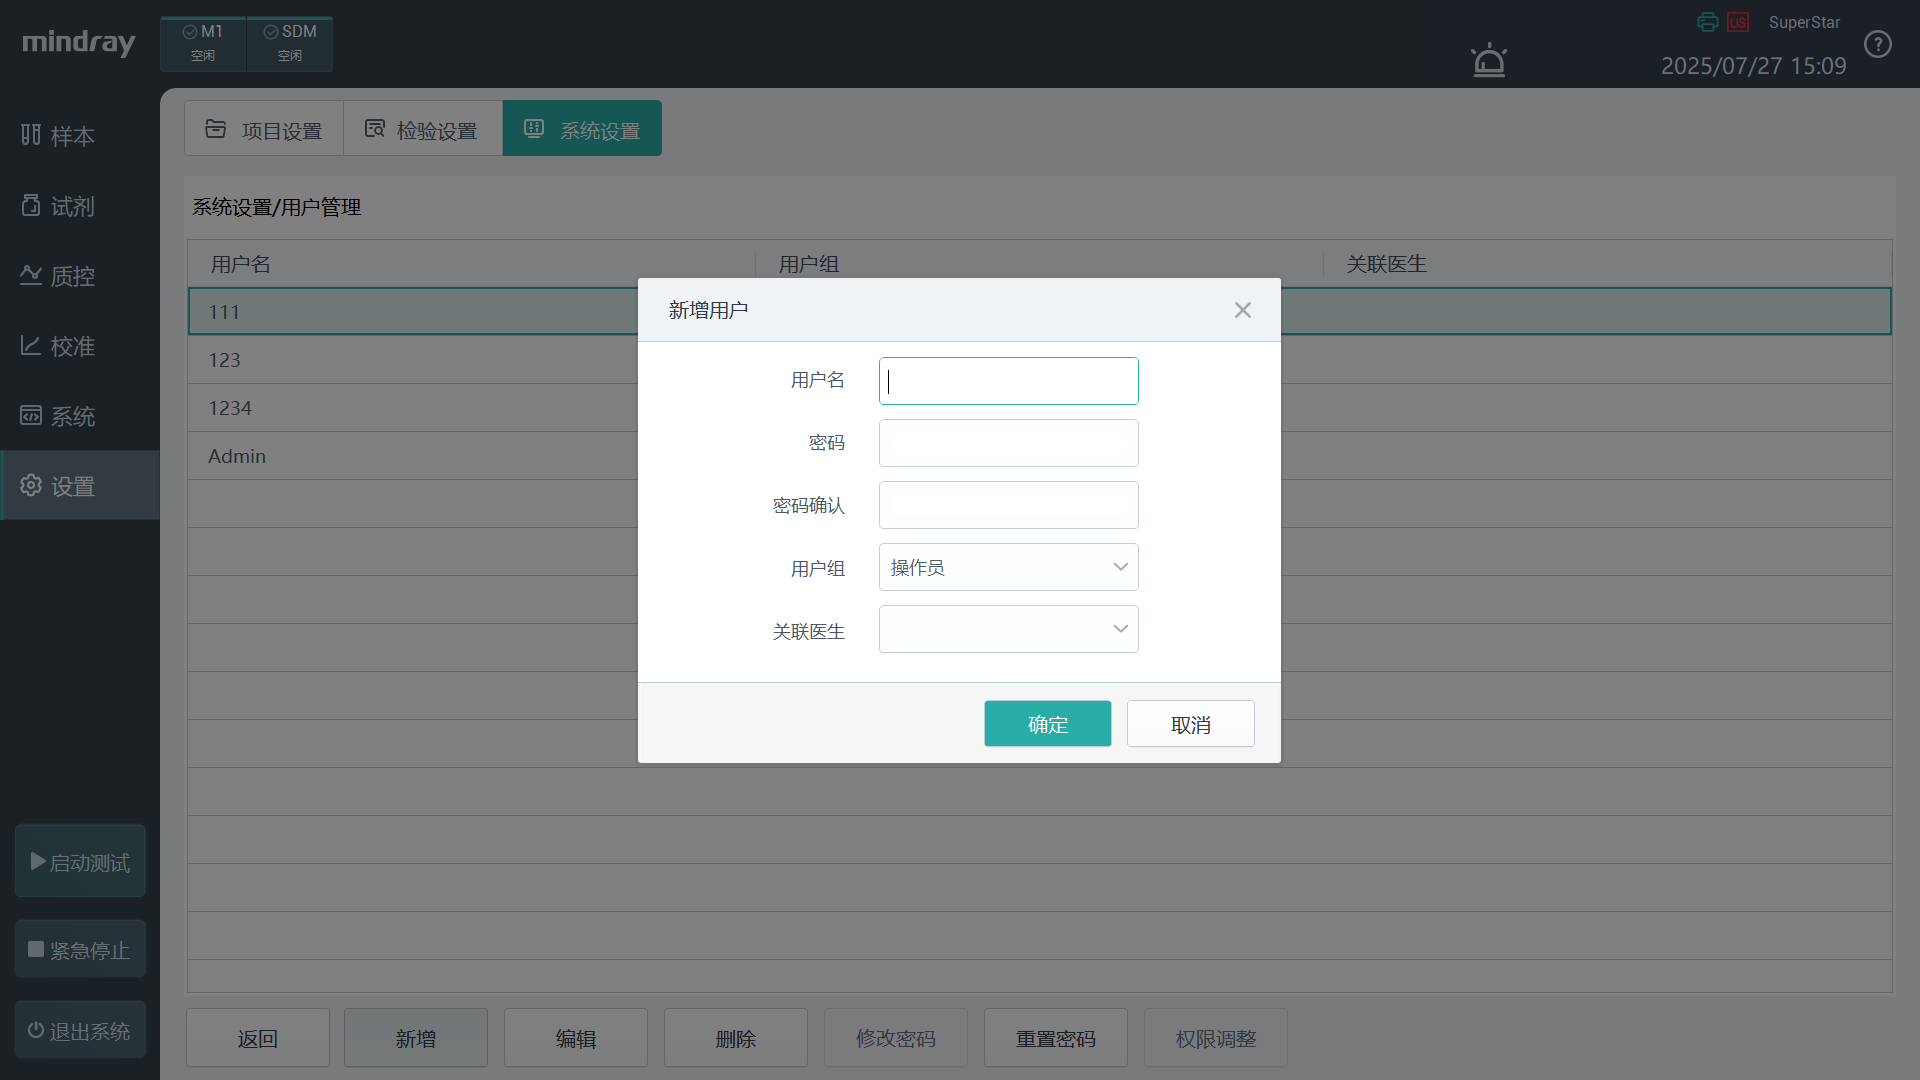 mindray
M1
空闲
SDM
空闲
LIS
SuperStar
2025/07/27 15:09
样本
试剂
质控
校准
系统
设置
启动测试
紧急停止
退出系统
项目设置
检验设置
系统设置
系统设置/用户管理
用户名
用户组
关联医生
111
123
1234
Admin
新增用户
用户名
密码
密码确认
用户组
操作员
关联医生
确定
取消
返回
新增
编辑
删除
修改密码
重置密码
权限调整